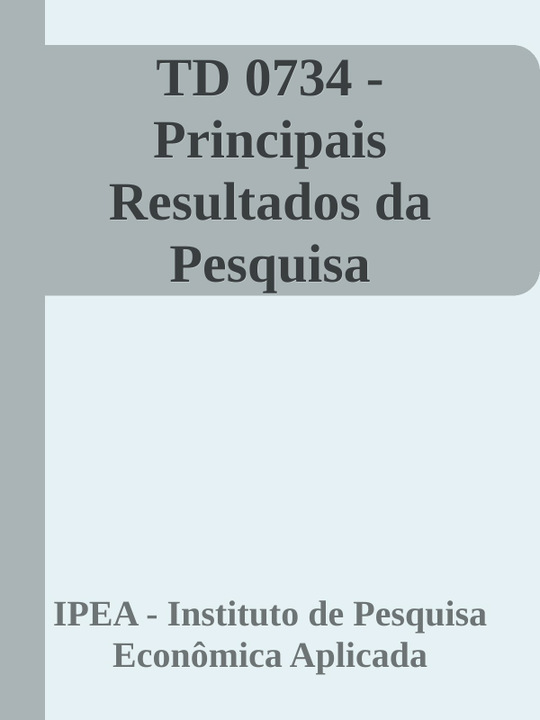 TD 0734 -
Principais
Resultados da
Pesquisa
IPEA - Instituto de Pesquisa
Econômica Aplicada